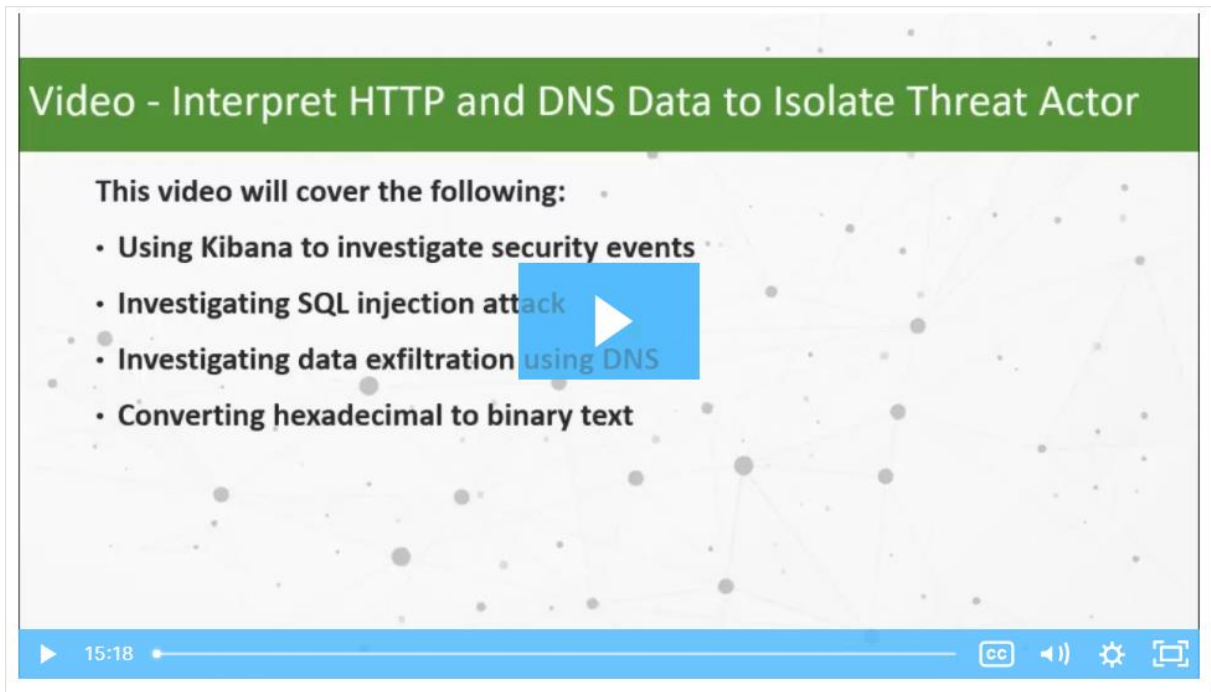 Video - Interpret HTTP and DNS Data to Isolate Threat Actor
This video will cover the following:
• Using Kibana to investigate security events
• Investigating SQL injection attack
• Investigating data exfiltration using DNS
• Converting hexadecimal to binary text
15:18
CC